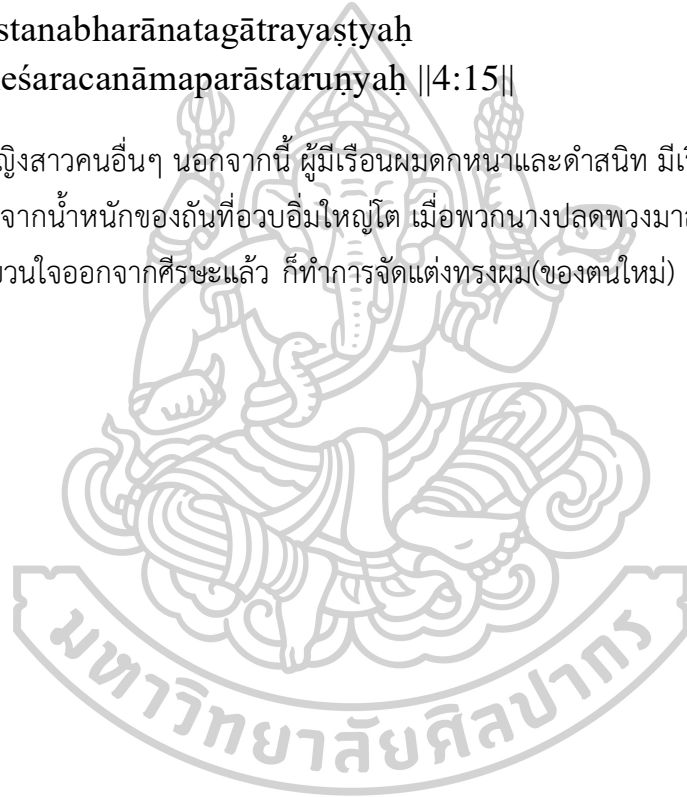 stanabharānatagātrayaṣṭyaḥ
eśaracanāmaparāstaruṇyaḥ ||4:15||
ญิงสาวคนอื่นๆ นอกจากนี้ ผู้มีเรือนผมดกหนาและดำสนิท มีเ
จากน้ำหนักของถันที่อวบอิ่มใหญ่โต เมื่อพวกนางปลดพวงมา
วนใจออกจากศีรษะแล้ว ก็ทำการจัดแต่งทรงผม(ของตนใหม่)
มหาวิทยาลัยศิลปากร